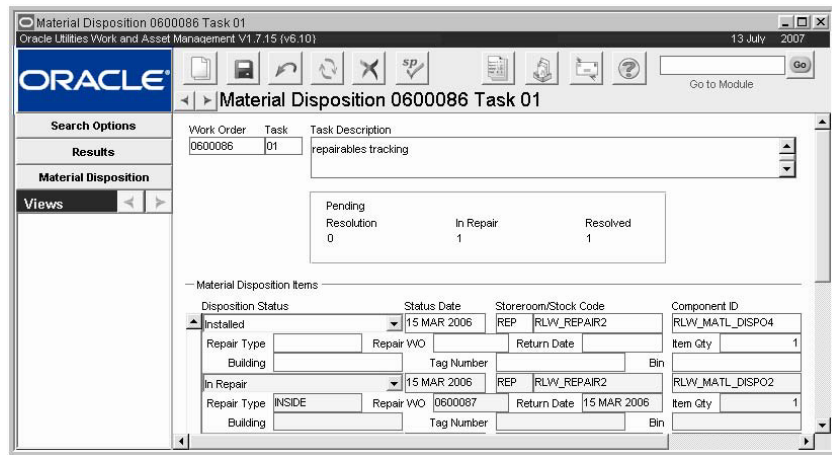 Material Disposition 0600086 Task 01
Oracle Utilities Work and Asset Management V1.7.15 (v6.10) 13 July 2007
ORACLE
sp
Go
Go to Module
Material Disposition 0600086 Task 01
Search Options
Results
Material Disposition
Views
Work Order Task Task Description
0600086 01 repairables tracking
Pending
Resolution In Repair Resolved
0 1 1
Material Disposition Items
Disposition Status Status Date Storeroom/Stock Code Component ID
Installed 15 MAR 2006 REP RLW_REPAIR2 RLW_MATL_DISPO4
Repair Type Repair WO Return Date Item Qty 1
Building Tag Number Bin
In Repair 15 MAR 2006 REP RLW_REPAIR2 RLW_MATL_DISPO2
Repair Type INSIDE Repair WO 0600087 Return Date 15 MAR 2006 Item Qty 1
Building Tag Number Bin